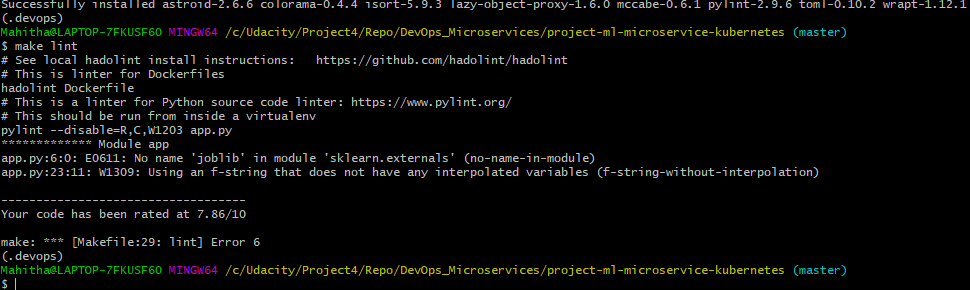 Successfully installed astroid-2.6.6 colorama-0.4.4 isort-5.9.3 lazy-object-proxy-1.6.0 mccabe-0.6.1 pylint-2.9.6 toml-0.10.2 wrapt-1.12.1
(.devops)
Mahitha@LAPTOP-7FKUSF6O MINGW64 /c/Udacity/Project4/Repo/DevOps_Microservices/project-ml-microservice-kubernetes (master)
$ make lint
# See local hadolint install instructions:   https://github.com/hadolint/hadolint
# This is linter for Dockerfiles
hadolint Dockerfile
# This is a linter for Python source code linter: https://www.pylint.org/
# This should be run from inside a virtualenv
pylint --disable=R,C,W1203 app.py
************* Module app
app.py:6:0: E0611: No name 'joblib' in module 'sklearn.externals' (no-name-in-module)
app.py:23:11: W1309: Using an f-string that does not have any interpolated variables (f-string-without-interpolation)
-----------------------------------
Your code has been rated at 7.86/10
make: *** [Makefile:29: lint] Error 6
(.devops)
Mahitha@LAPTOP-7FKUSF6O MINGW64 /c/Udacity/Project4/Repo/DevOps_Microservices/project-ml-microservice-kubernetes (master)
$